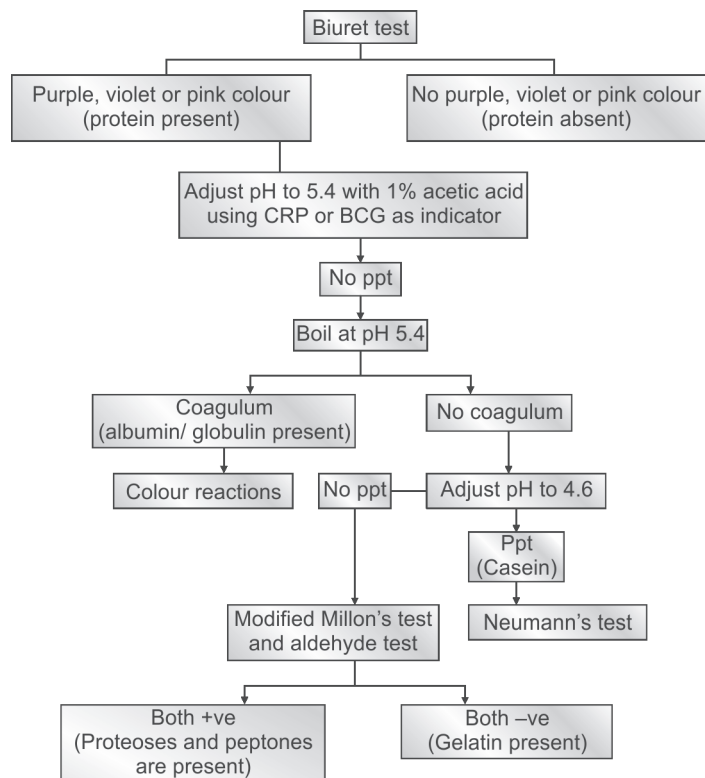 Biuret test
Purple, violet or pink colour
(protein present)
No purple, violet or pink colour
(protein absent)
Adjust pH to 5.4 with 1% acetic acid
using CRP or BCG as indicator
No ppt
Boil at pH 5.4
Coagulum
(albumin/ globulin present)
No coagulum
Colour reactions
No ppt
Adjust pH to 4.6
Ppt
(Casein)
Neumann's test
Modified Millon's test
and aldehyde test
Both +ve
(Proteoses and peptones
are present)
Both –ve
(Gelatin present)